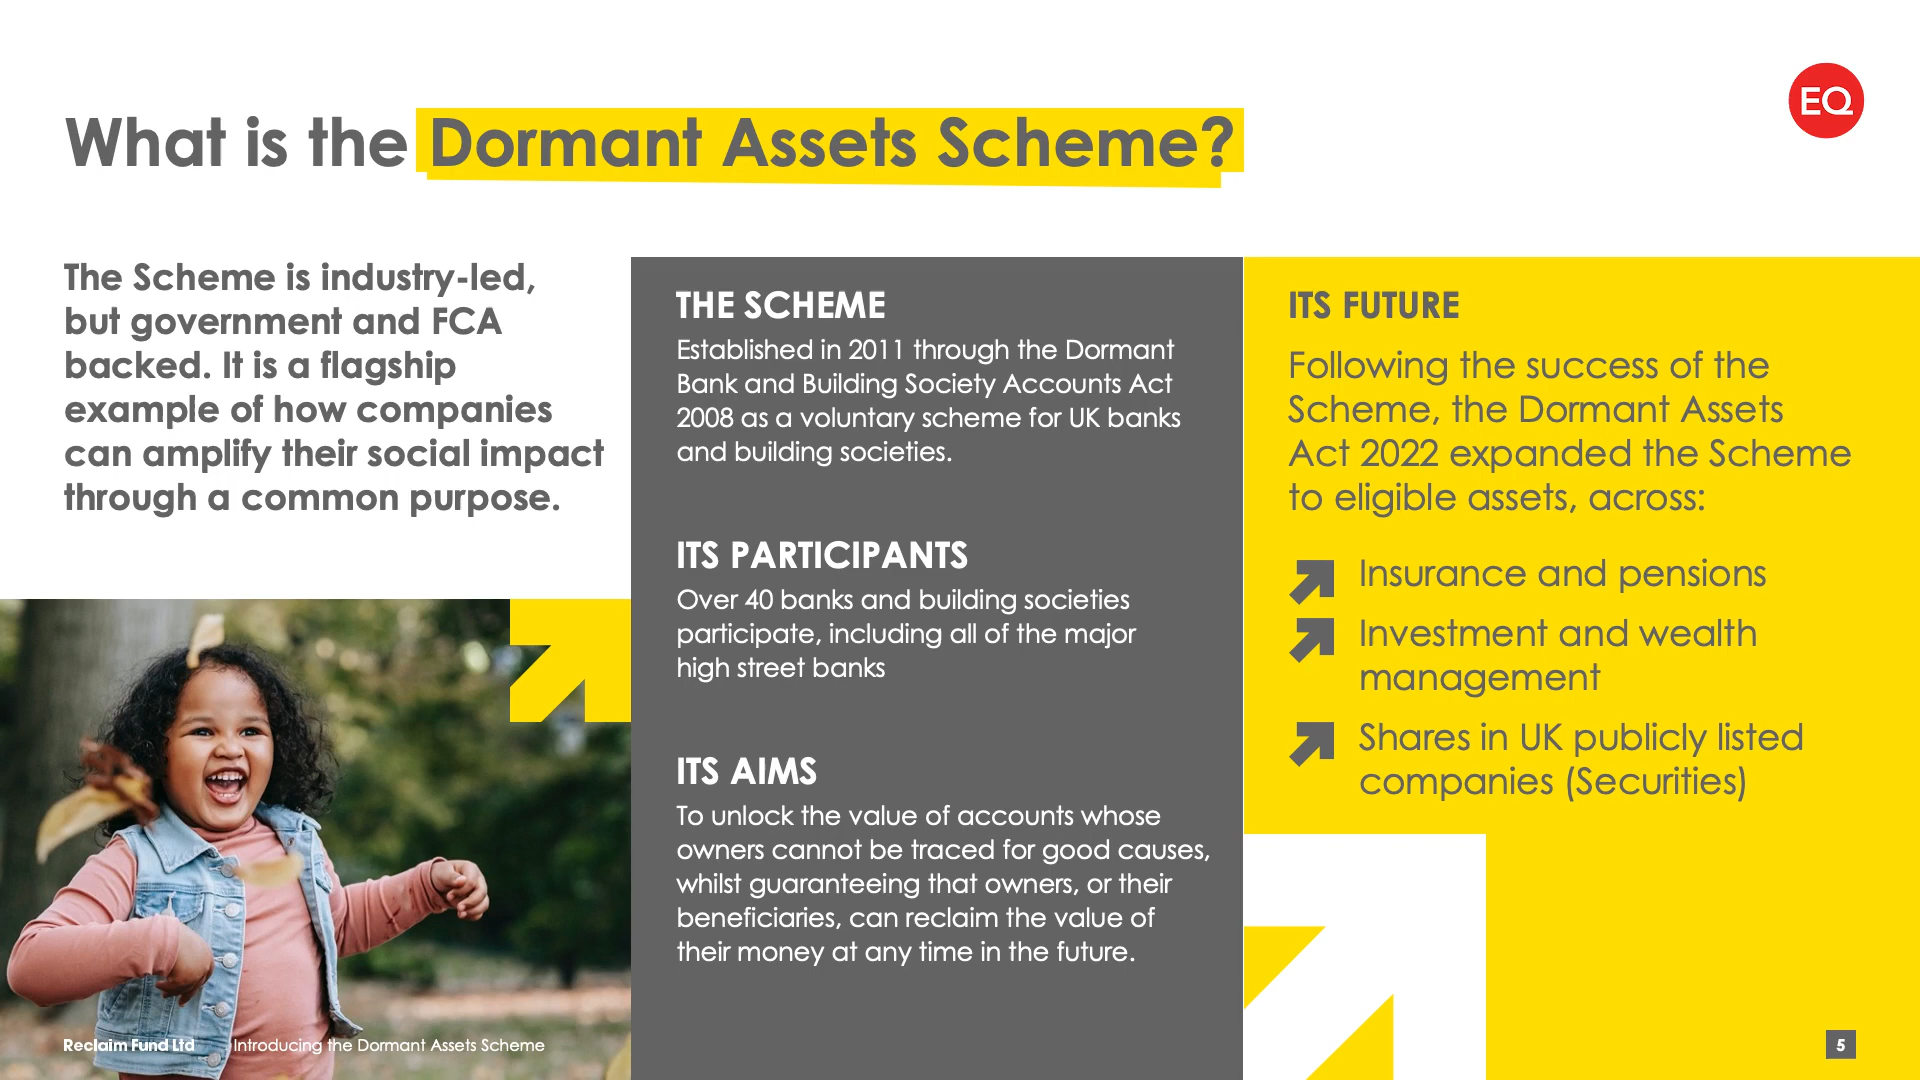 What is the Dormant Assets Scheme?
EQ
The Scheme is industry-led,
but government and FCA
backed. It is a flagship
example of how companies
can amplify their social impact
through a common purpose.
THE SCHEME
Established in 2011 through the Dormant
Bank and Building Society Accounts Act
2008 as a voluntary scheme for UK banks
and building societies.
ITS PARTICIPANTS
Over 40 banks and building societies
participate, including all of the major
high street banks
ITS AIMS
To unlock the value of accounts whose
owners cannot be traced for good causes,
whilst guaranteeing that owners, or their
beneficiaries, can reclaim the value of
their money at any time in the future.
ITS FUTURE
Following the success of the
Scheme, the Dormant Assets
Act 2022 expanded the Scheme
to eligible assets, across:
Insurance and pensions
Investment and wealth
management
Shares in UK publicly listed
companies (Securities)
Reclaim Fund Ltd Introducing the Dormant Assets Scheme
5